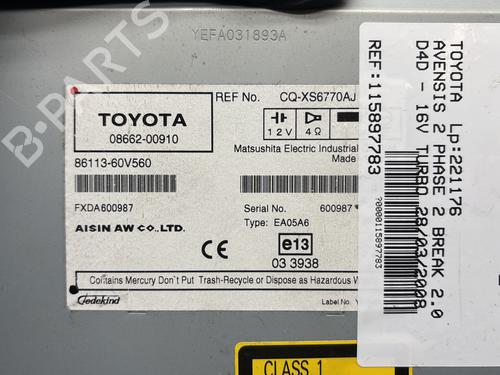 B-PARTS
YEFA031893A
TOYOTA
08662-00910
REF No. CQ-XS6770AJ
12V 4Ω
86113-60V560
Matsushita Electric Industrial
Made
FXDA600987
Serial No. 600987
AISIN AW CO.,LTD.
Type: EA05A6
CE
e13
03 3938
Contains Mercury Don't Put Trash-Recycle or Dispose as Hazardous W
Gedekind
Label No. Y
CLASS 1
TOYOTA Lp:221176
AVENSIS 2 PHASE 2 BREAK 2.0
D4D - 16V TURBO 28/03/2008
REF:115897783
?0000115897783